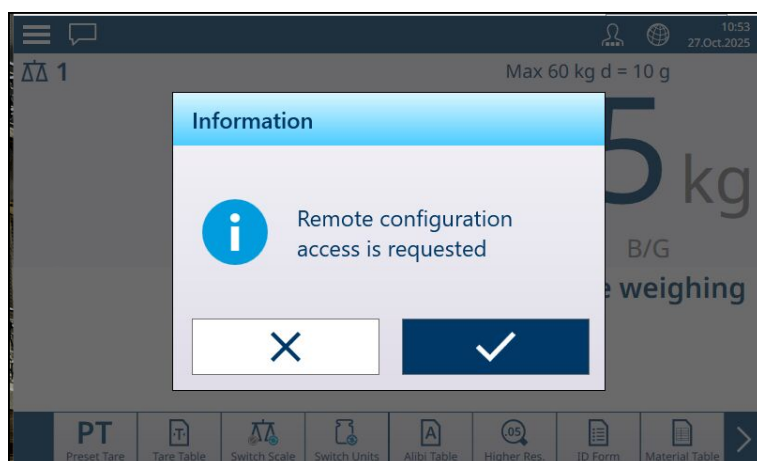 10:53
27.Oct.2025
1
Max 60 kg d = 10 g
Information
5 kg
Remote configuration
access is requested
B/G
weighing
PT
Preset Tare
T
Tare Table
Switch Scale
Switch Units
A
Alibi Table
.05
Higher Res.
ID Form
Material Table